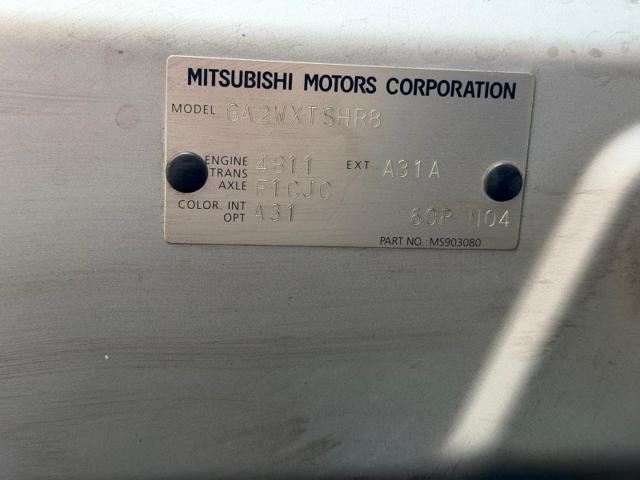 MITSUBISHI MOTORS CORPORATION
MODEL GA2WXTSHR8
ENGINE 4B11 EXT A31A
TRANS
AXLE F1CJC
COLOR. INT A31
OPT 60P N04
PART NO.: MS903080